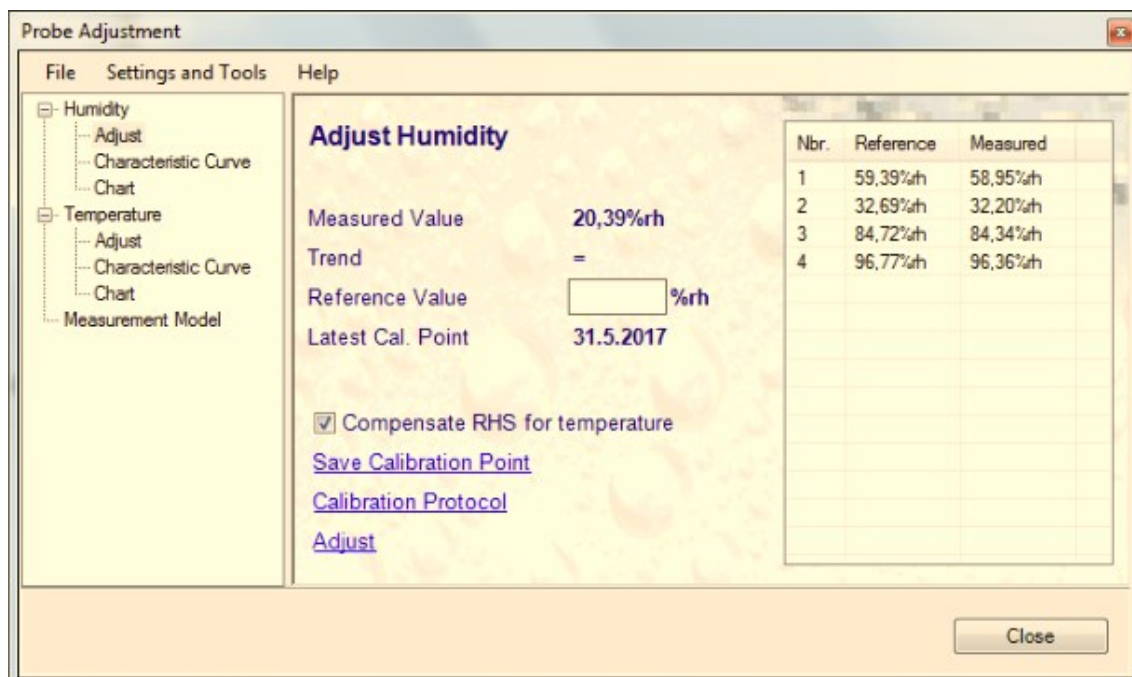 Probe Adjustment
File Settings and Tools Help
Humidity
Adjust
Characteristic Curve
Chart
Temperature
Adjust
Characteristic Curve
Chart
Measurement Model
Adjust Humidity
Measured Value 20,39%rh
Trend =
Reference Value %rh
Latest Cal. Point 31.5.2017
Compensate RHS for temperature
Save Calibration Point
Calibration Protocol
Adjust
Nbr. Reference Measured
1 59,39%rh 58,95%rh
2 32,69%rh 32,20%rh
3 84,72%rh 84,34%rh
4 96,77%rh 96,36%rh
Close